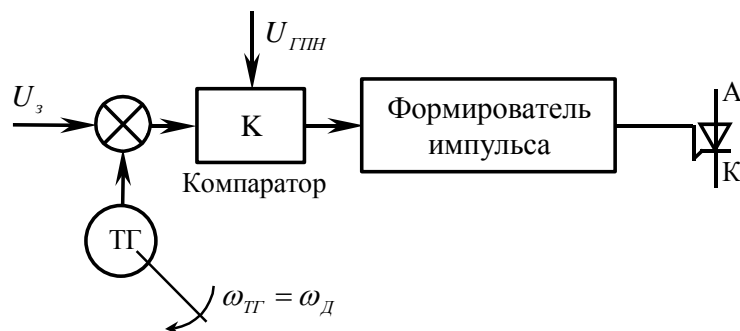 U_ГПН
U_з
К
Компаратор
Формирователь
импульса
А
К
ТГ
ω_ТГ = ω_Д